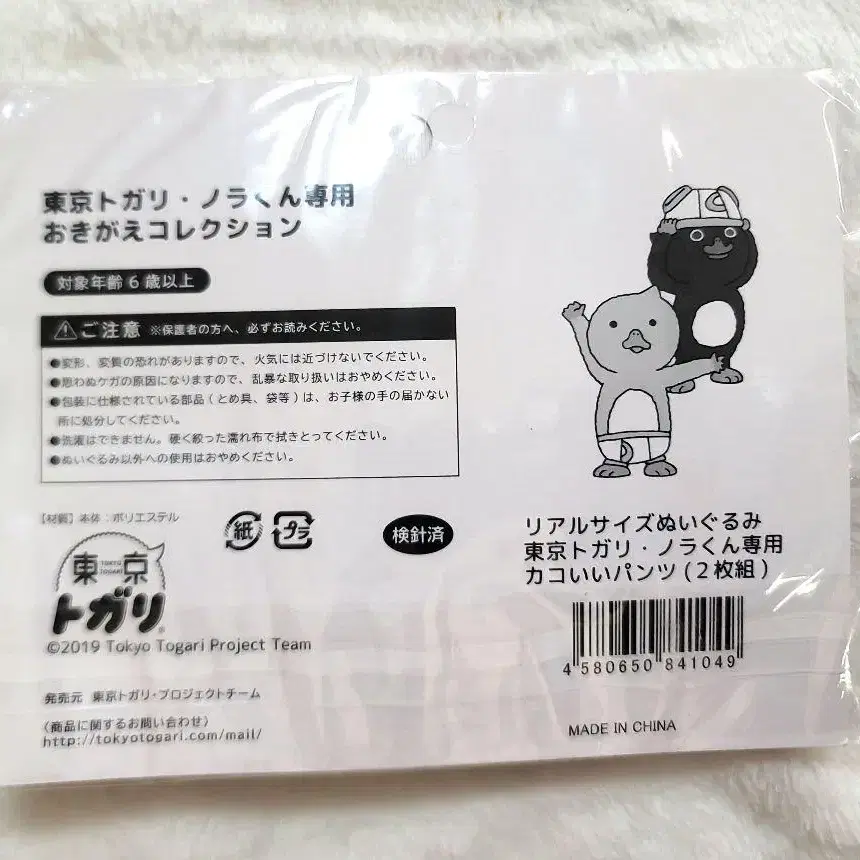 東京トガリ・ノラくん専用
おきがえコレクション
対象年齢6歳以上
ご注意 ※保護者の方へ、必ずお読みください。
●変形、変質の恐れがありますので、火気には近づけないでください。
●思わぬケガの原因になりますので、乱暴な取り扱いはおやめください。
●包装に仕様されている部品(とめ具、袋等)は、お子様の手の届かない
所に処分してください。
●洗濯はできません。硬く絞った濡れ布で拭きとってください。
●ぬいぐるみ以外への使用はおやめください。
【材質】本体:ポリエステル
紙
プラ
検針済
東京
TOKYO
TOGARI
トガリ®
©2019 Tokyo Togari Project Team
発売元 東京トガリ・プロジェクトチーム
〈商品に関するお問い合わせ〉
http://tokyotogari.com/mail/
リアルサイズぬいぐるみ
東京トガリ・ノラくん専用
カコいいパンツ(2枚組)
4 580650 841049
MADE IN CHINA